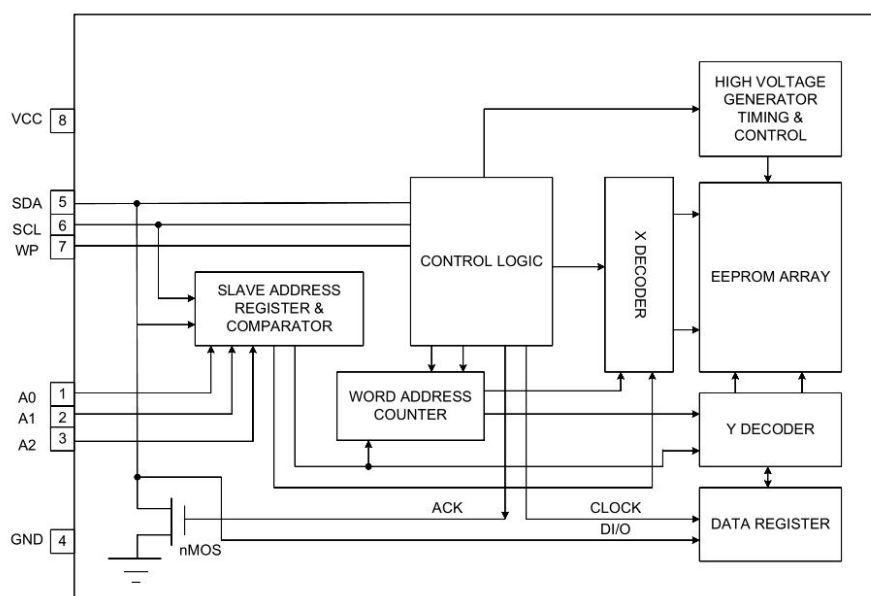 HIGH VOLTAGE
GENERATOR
TIMING &
CONTROL
VCC 8
SDA 5
SCL 6
WP 7
CONTROL LOGIC
X DECODER
EEPROM ARRAY
SLAVE ADDRESS
REGISTER &
COMPARATOR
A0 1
A1 2
A2 3
WORD ADDRESS
COUNTER
Y DECODER
ACK
CLOCK
DI/O
DATA REGISTER
GND 4
nMOS